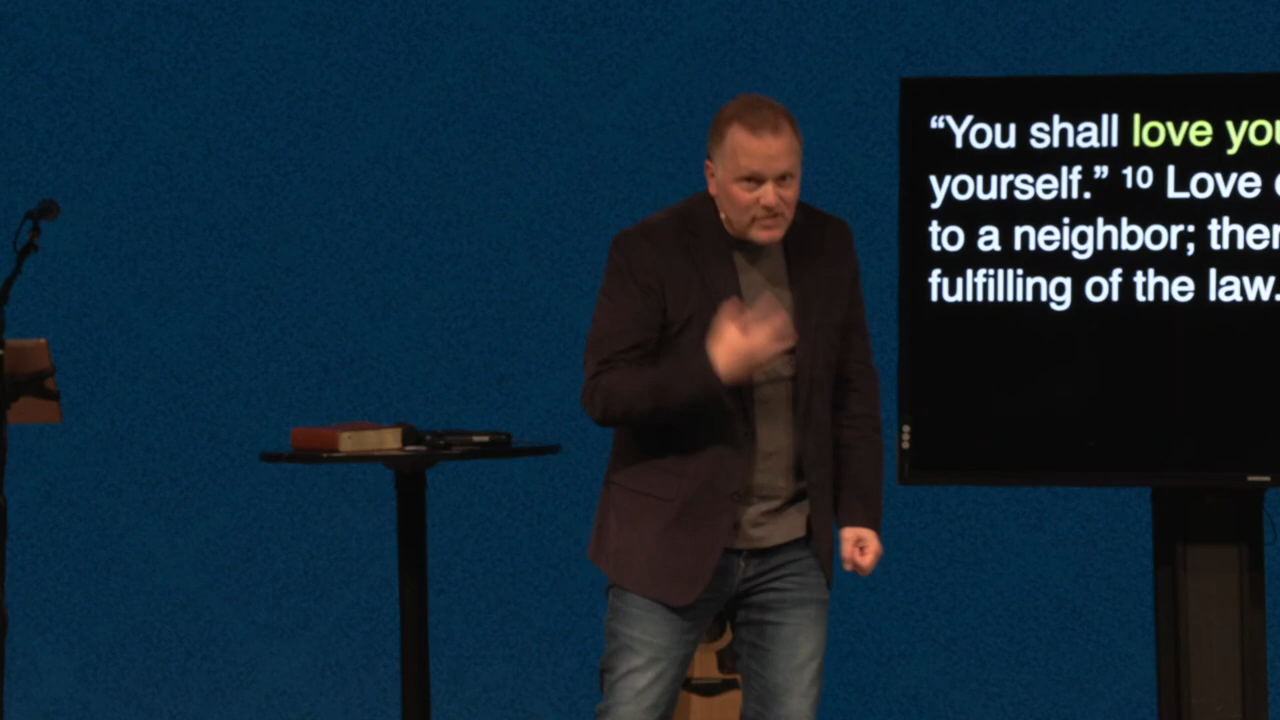 “You shall love you
yourself.” 10 Love
to a neighbor; ther
fulfilling of the law.